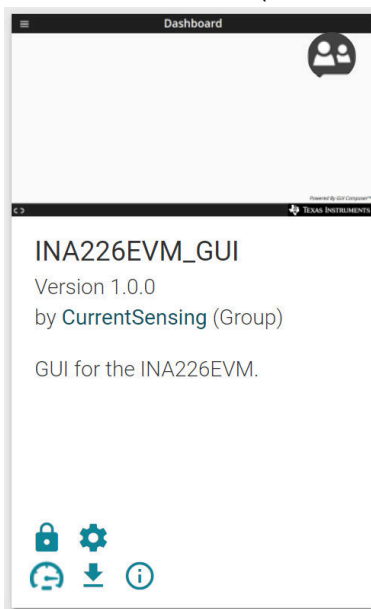 Dashboard
Powered By GUI Composer™
TEXAS INSTRUMENTS
INA226EVM_GUI
Version 1.0.0
by CurrentSensing (Group)
GUI for the INA226EVM.